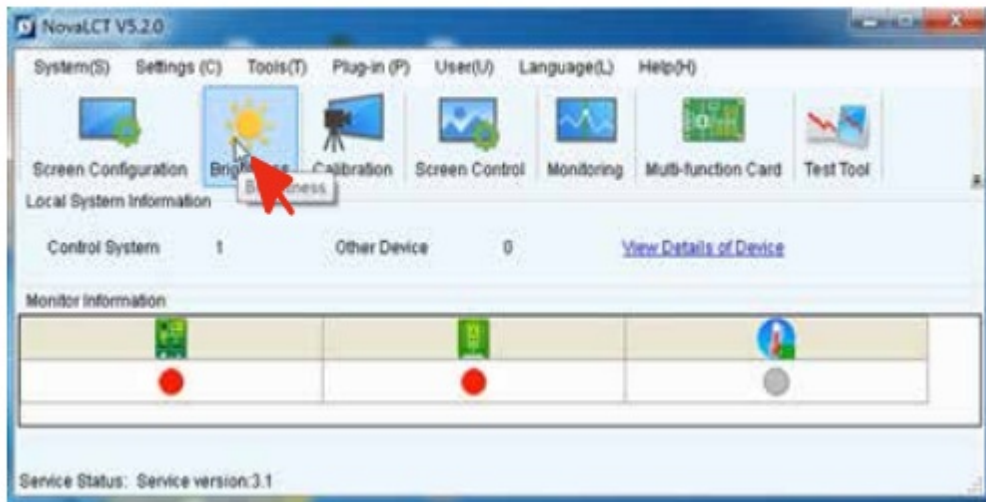 NovaLCT V5.2.0
System(S) Settings (C) Tools(T) Plug-in (P) User(U) Language(L) Help(H)
Screen Configuration Calibration Screen Control Monitoring Multi-function Card Test Tool
Local System Information
Control System 1 Other Device 0 View Details of Device
Monitor Information
Service Status: Service version:3.1